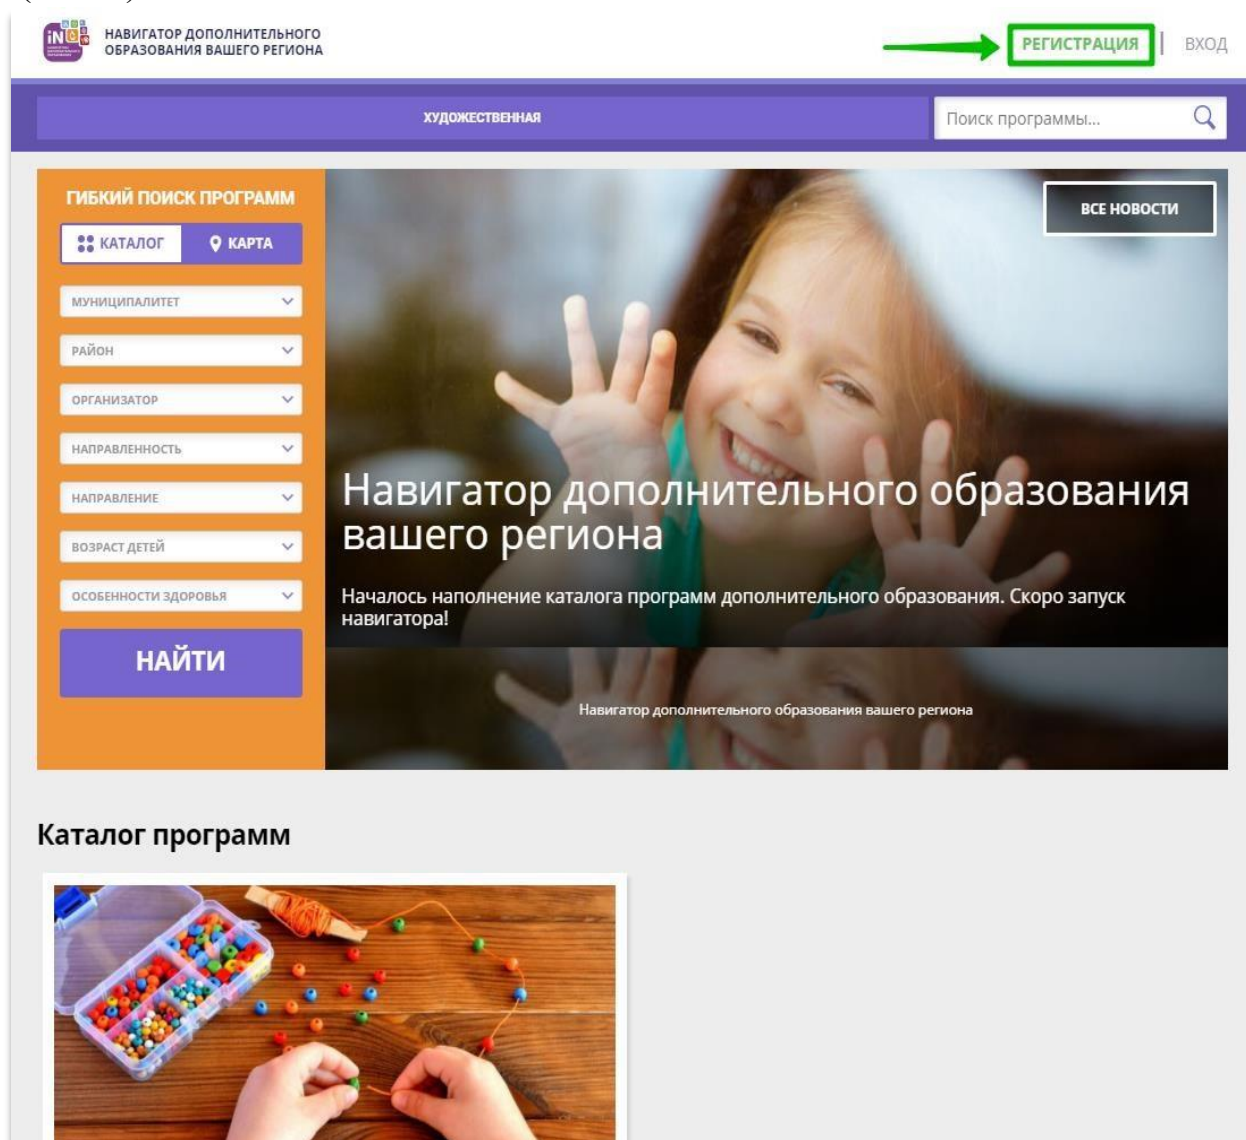 НАВИГАТОР ДОПОЛНИТЕЛЬНОГО
ОБРАЗОВАНИЯ ВАШЕГО РЕГИОНА
РЕГИСТРАЦИЯ | ВХОД
ХУДОЖЕСТВЕННАЯ
Поиск программы...
ГИБКИЙ ПОИСК ПРОГРАММ
КАТАЛОГ
КАРТА
МУНИЦИПАЛИТЕТ
РАЙОН
ОРГАНИЗАТОР
НАПРАВЛЕННОСТЬ
НАПРАВЛЕНИЕ
ВОЗРАСТ ДЕТЕЙ
ОСОБЕННОСТИ ЗДОРОВЬЯ
НАЙТИ
ВСЕ НОВОСТИ
Навигатор дополнительного образования
вашего региона
Началось наполнение каталога программ дополнительного образования. Скоро запуск
навигатора!
Навигатор дополнительного образования вашего региона
Каталог программ